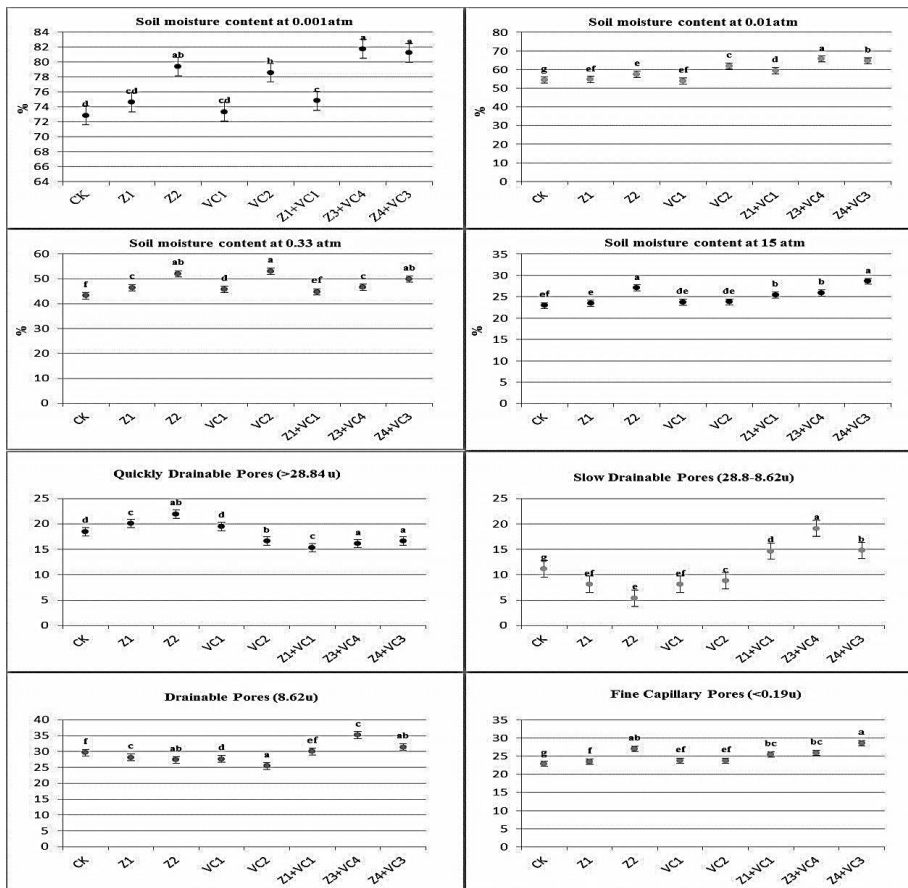 Soil moisture content at 0.001atm
84
82
80
78
76
74
72
70
68
66
64
%
d cd ab cd b c a a
CK Z1 Z2 VC1 VC2 Z1+VC1 Z3+VC4 Z4+VC3
Soil moisture content at 0.01atm
80
70
60
50
40
30
20
10
0
%
g ef e ef c d a b
CK Z1 Z2 VC1 VC2 Z1+VC1 Z3+VC4 Z4+VC3
Soil moisture content at 0.33 atm
60
50
40
30
20
10
0
%
f c ab d a ef c ab
CK Z1 Z2 VC1 VC2 Z1+VC1 Z3+VC4 Z4+VC3
Soil moisture content at 15 atm
35
30
25
20
15
10
5
0
%
ef e a de de b b a
CK Z1 Z2 VC1 VC2 Z1+VC1 Z3+VC4 Z4+VC3
Quickly Drainable Pores (>28.84 u)
25
20
15
10
5
0
d c ab d b c a a
CK Z1 Z2 VC1 VC2 Z1+VC1 Z3+VC4 Z4+VC3
Slow Drainable Pores (28.8-8.62u)
25
20
15
10
5
0
g ef e ef c d a b
CK Z1 Z2 VC1 VC2 Z1+VC1 Z3+VC4 Z4+VC3
Drainable Pores (8.62u)
40
35
30
25
20
15
10
5
0
f c ab d a ef c ab
CK Z1 Z2 VC1 VC2 Z1+VC1 Z3+VC4 Z4+VC3
Fine Capillary Pores (<0.19u)
35
30
25
20
15
10
5
0
g f ab ef ef bc bc a
CK Z1 Z2 VC1 VC2 Z1+VC1 Z3+VC4 Z4+VC3